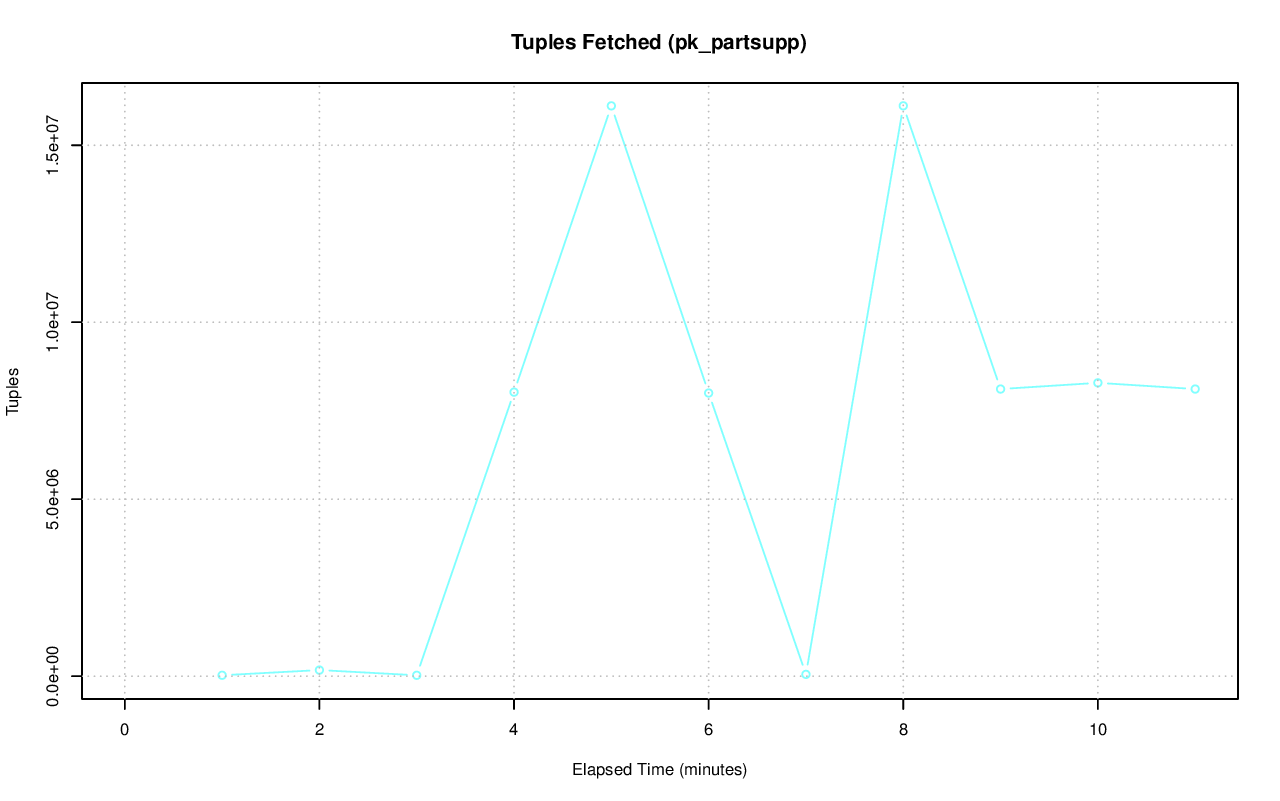 Tuples Fetched (pk_partsupp)
1.5e+07
1.0e+07
5.0e+06
0.0e+00
Tuples
0 2 4 6 8 10
Elapsed Time (minutes)